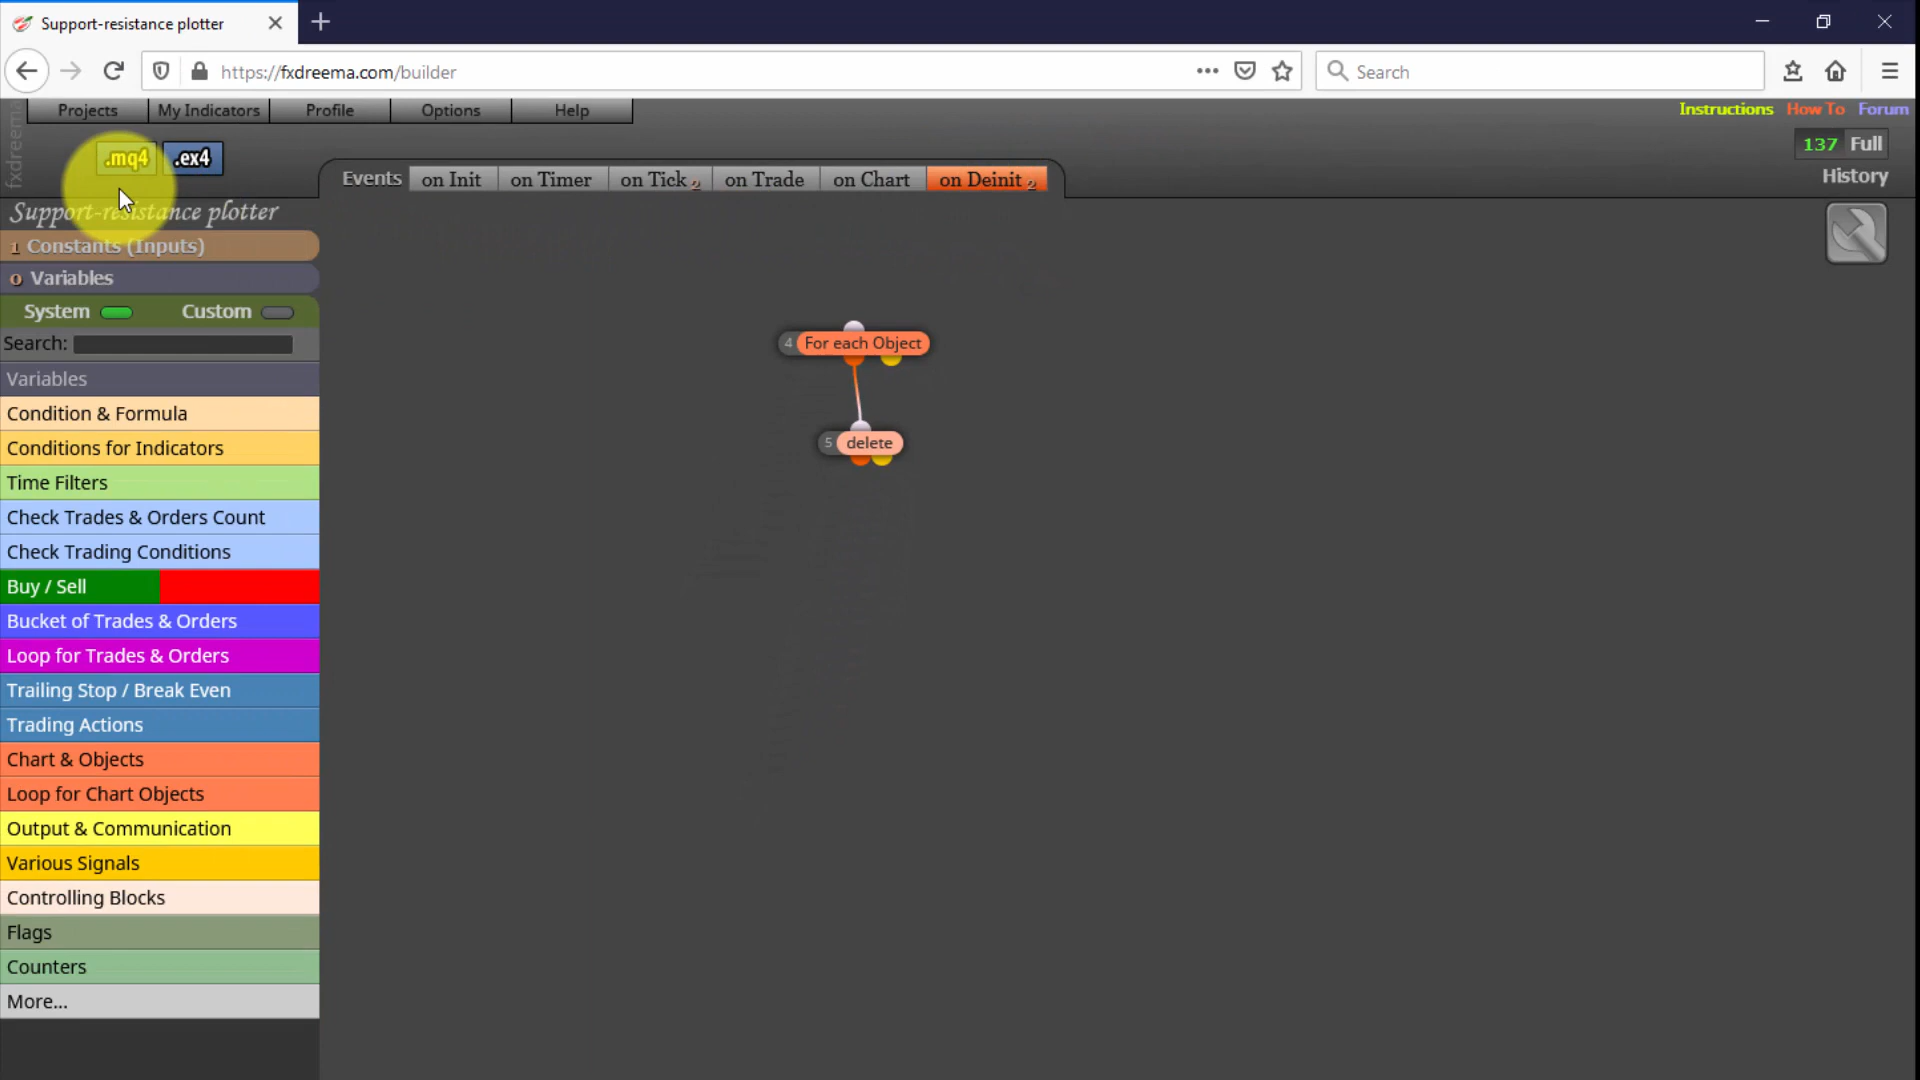 Support-resistance plotter
https://fxdreema.com/builder
Search
Projects
My Indicators
Profile
Options
Help
Instructions
How To
Forum
fxdreema
.mq4
.ex4
137 Full
History
Events
on Init
on Timer
on Tick 2
on Trade
on Chart
on Deinit 2
Support-resistance plotter
1 Constants (Inputs)
0 Variables
System
Custom
Search:
Variables
Condition & Formula
Conditions for Indicators
Time Filters
Check Trades & Orders Count
Check Trading Conditions
Buy / Sell
Bucket of Trades & Orders
Loop for Trades & Orders
Trailing Stop / Break Even
Trading Actions
Chart & Objects
Loop for Chart Objects
Output & Communication
Various Signals
Controlling Blocks
Flags
Counters
More...
4 For each Object
5 delete